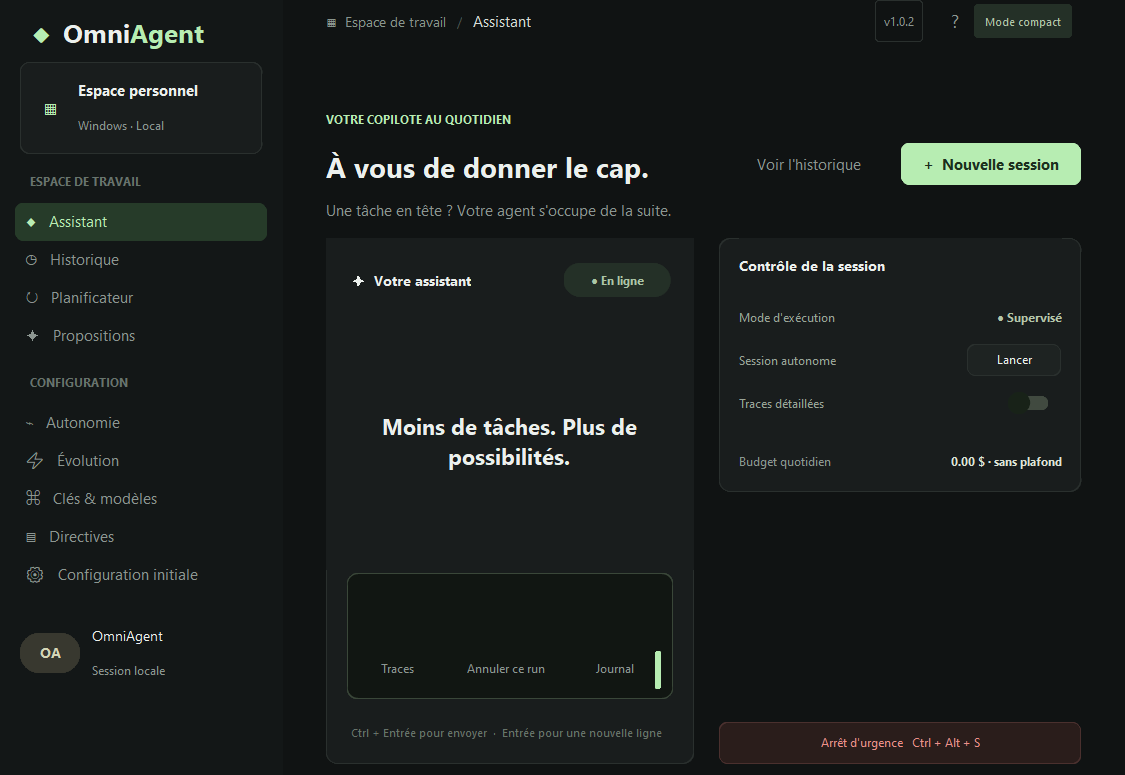 OmniAgent
Espace personnel
Windows · Local
ESPACE DE TRAVAIL
Assistant
Historique
Planificateur
Propositions
CONFIGURATION
Autonomie
Évolution
Clés & modèles
Directives
Configuration initiale
OA
OmniAgent
Session locale
Espace de travail / Assistant
v1.0.2
?
Mode compact
VOTRE COPILOTE AU QUOTIDIEN
À vous de donner le cap.
Voir l'historique
+ Nouvelle session
Une tâche en tête ? Votre agent s'occupe de la suite.
Votre assistant
• En ligne
Moins de tâches. Plus de
possibilités.
Traces
Annuler ce run
Journal
Ctrl + Entrée pour envoyer · Entrée pour une nouvelle ligne
Contrôle de la session
Mode d'exécution
• Supervisé
Session autonome
Lancer
Traces détaillées
Budget quotidien
0.00 $ · sans plafond
Arrêt d'urgence Ctrl + Alt + S